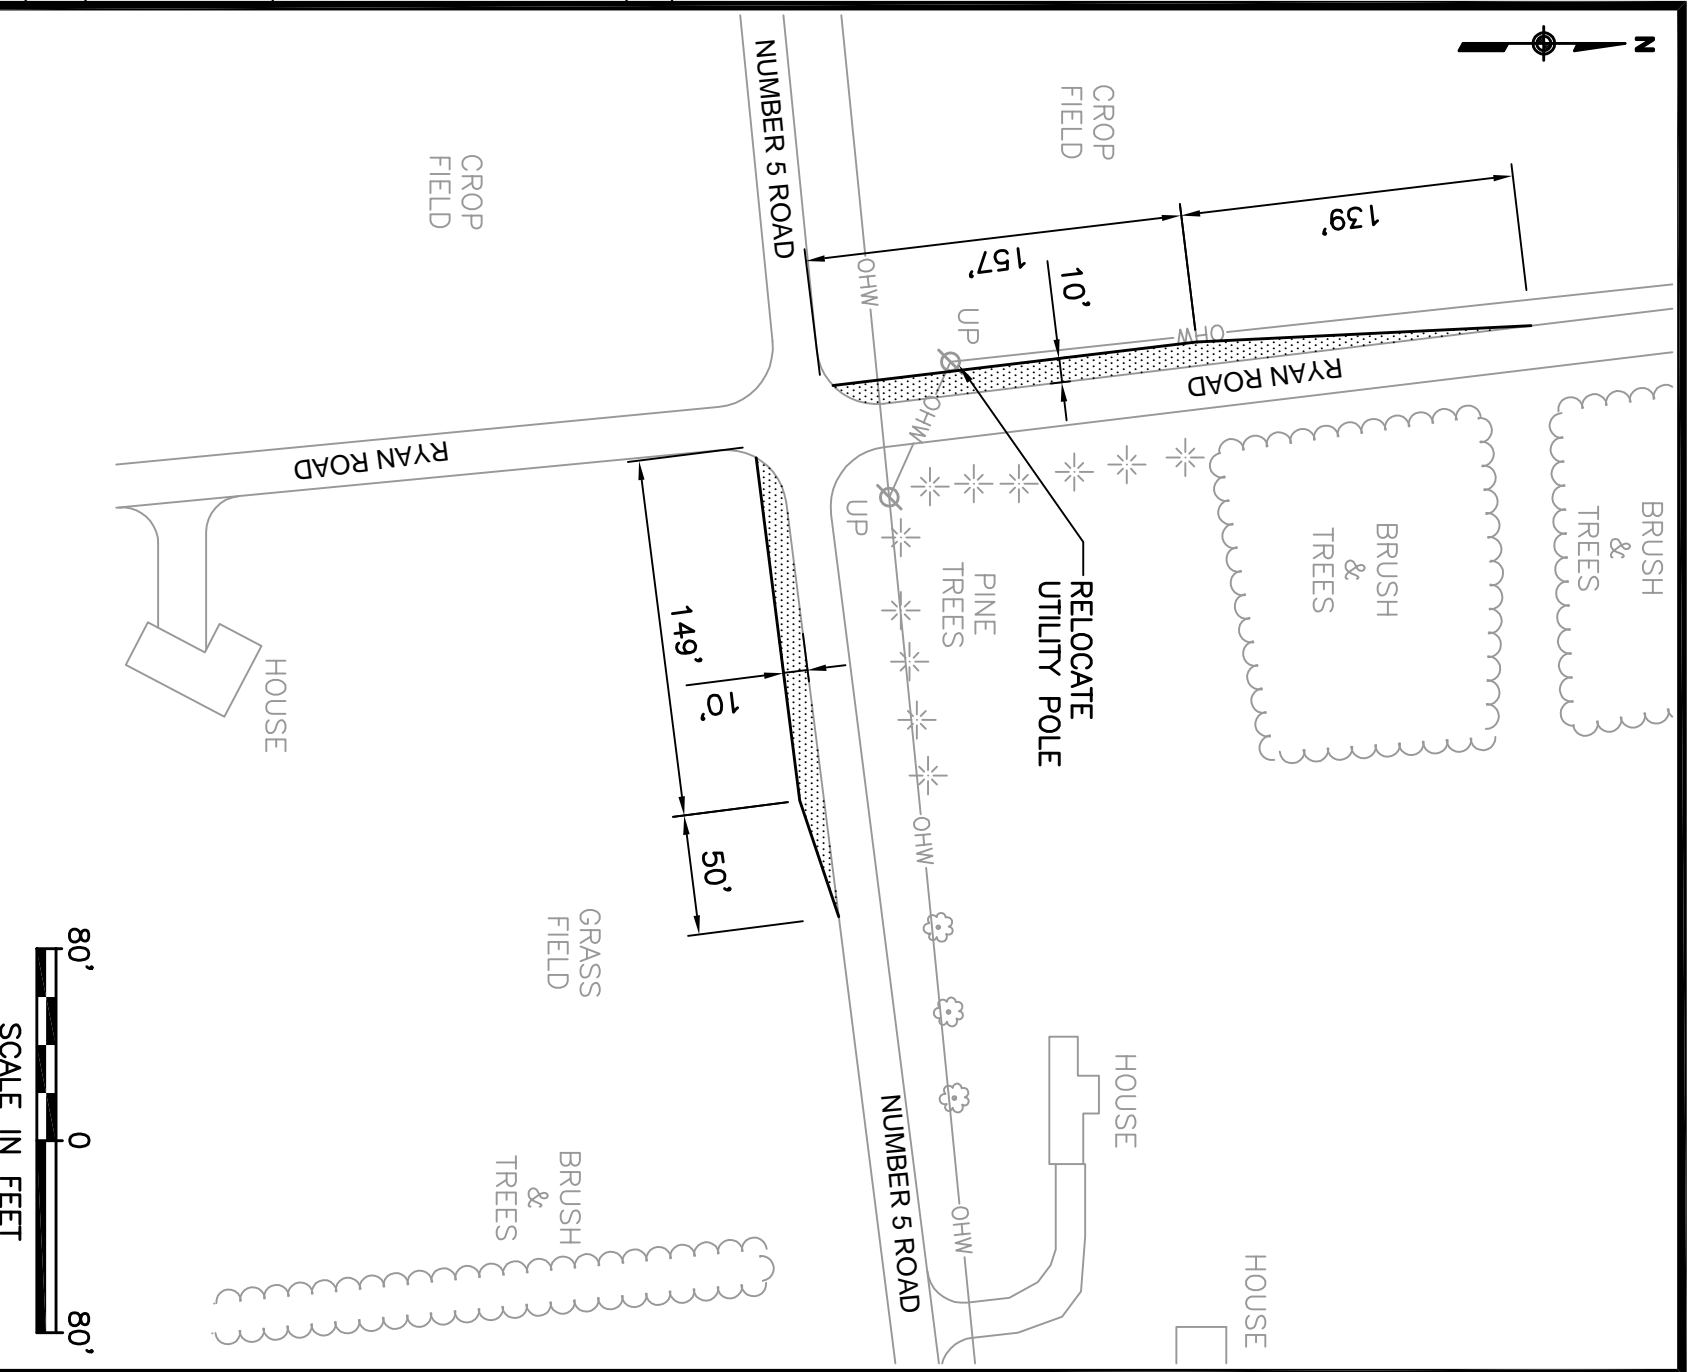 N
BRUSH
&
TREES
BRUSH
&
TREES
CROP
FIELD
139'
157'
10'
OHW
OHW
OHW
UP
UP
RYAN ROAD
NUMBER 5 ROAD
RELOCATE
UTILITY POLE
PINE
TREES
OHW
OHW
HOUSE
HOUSE
NUMBER 5 ROAD
CROP
FIELD
RYAN ROAD
149'
10'
50'
HOUSE
GRASS
FIELD
BRUSH
&
TREES
80' 0 80'
SCALE IN FEET